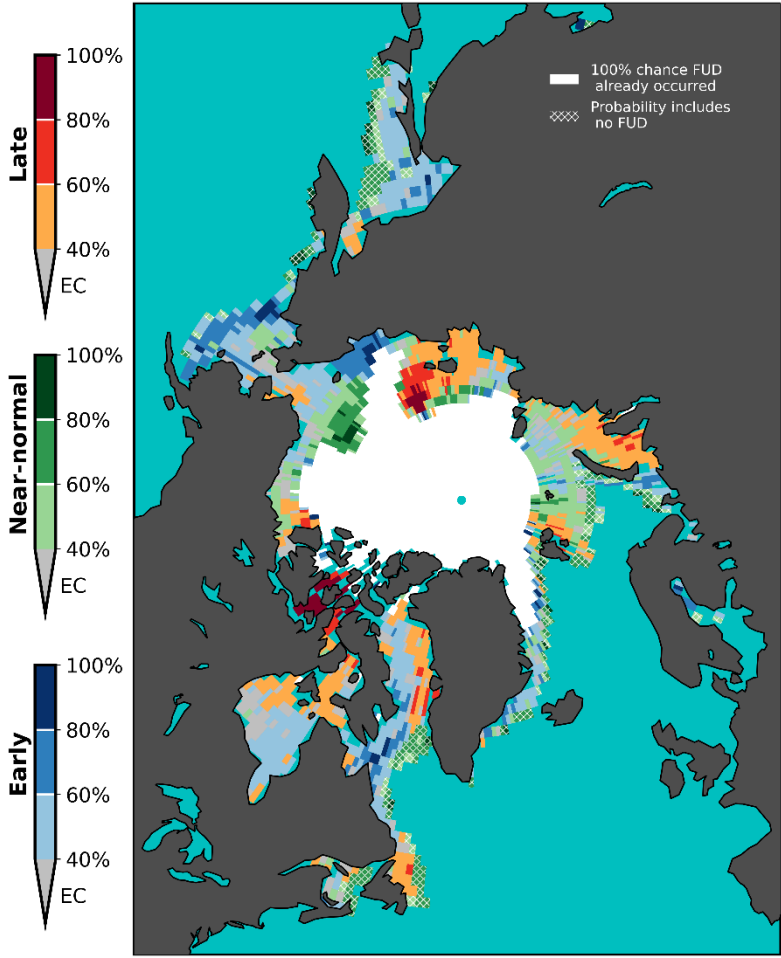 100%
80%
60%
40%
EC
Late
100% chance FUD
already occurred
Probability includes
no FUD
100%
80%
60%
40%
EC
Near-normal
100%
80%
60%
40%
EC
Early